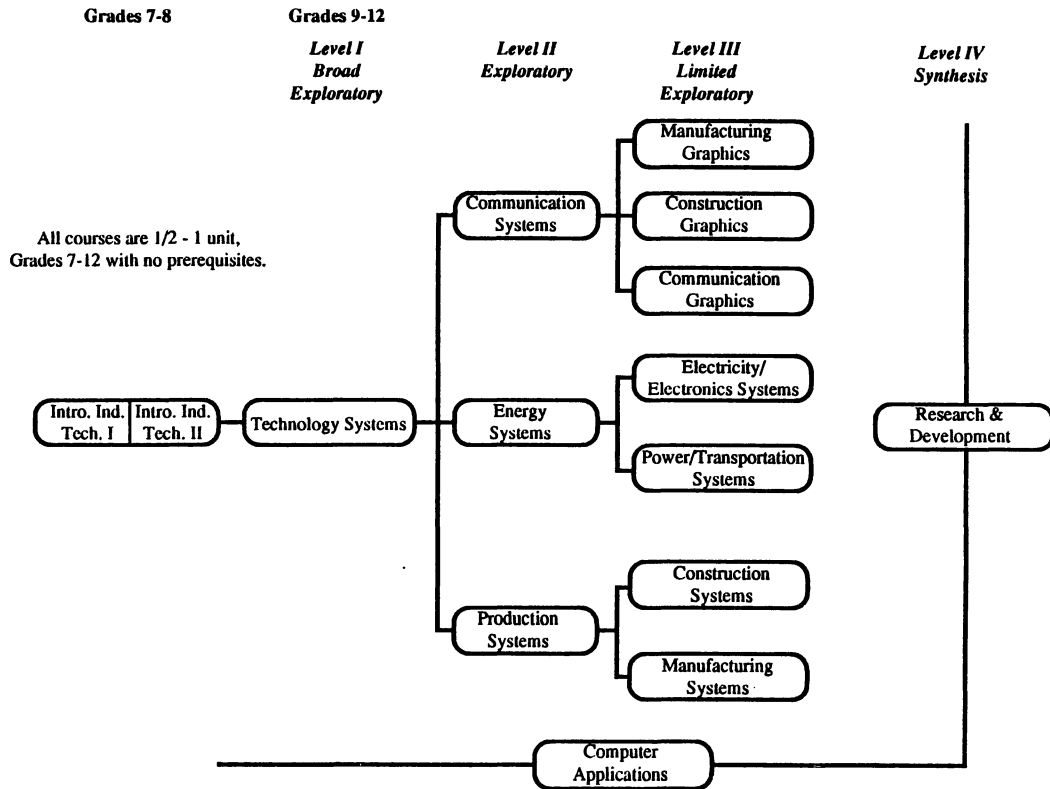 Grades 7-8
Grades 9-12
Level I
Broad
Exploratory
Level II
Exploratory
Level III
Limited
Exploratory
Level IV
Synthesis
All courses are 1/2 - 1 unit,
Grades 7-12 with no prerequisites.
Intro. Ind.
Tech. I
Intro. Ind.
Tech. II
Technology Systems
Communication
Systems
Manufacturing
Graphics
Construction
Graphics
Communication
Graphics
Energy
Systems
Electricity/
Electronics Systems
Power/Transportation
Systems
Production
Systems
Construction
Systems
Manufacturing
Systems
Research &
Development
Computer
Applications